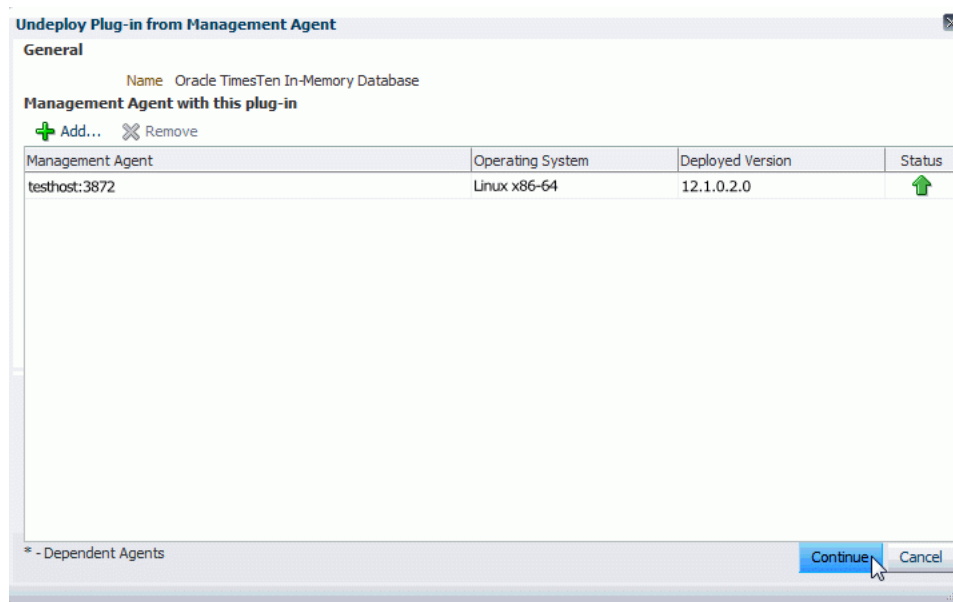 Undeploy Plug-in from Management Agent
General
Name Oracle TimesTen In-Memory Database
Management Agent with this plug-in
Add... Remove
Management Agent Operating System Deployed Version Status
testhost:3872 Linux x86-64 12.1.0.2.0
* - Dependent Agents
Continue Cancel